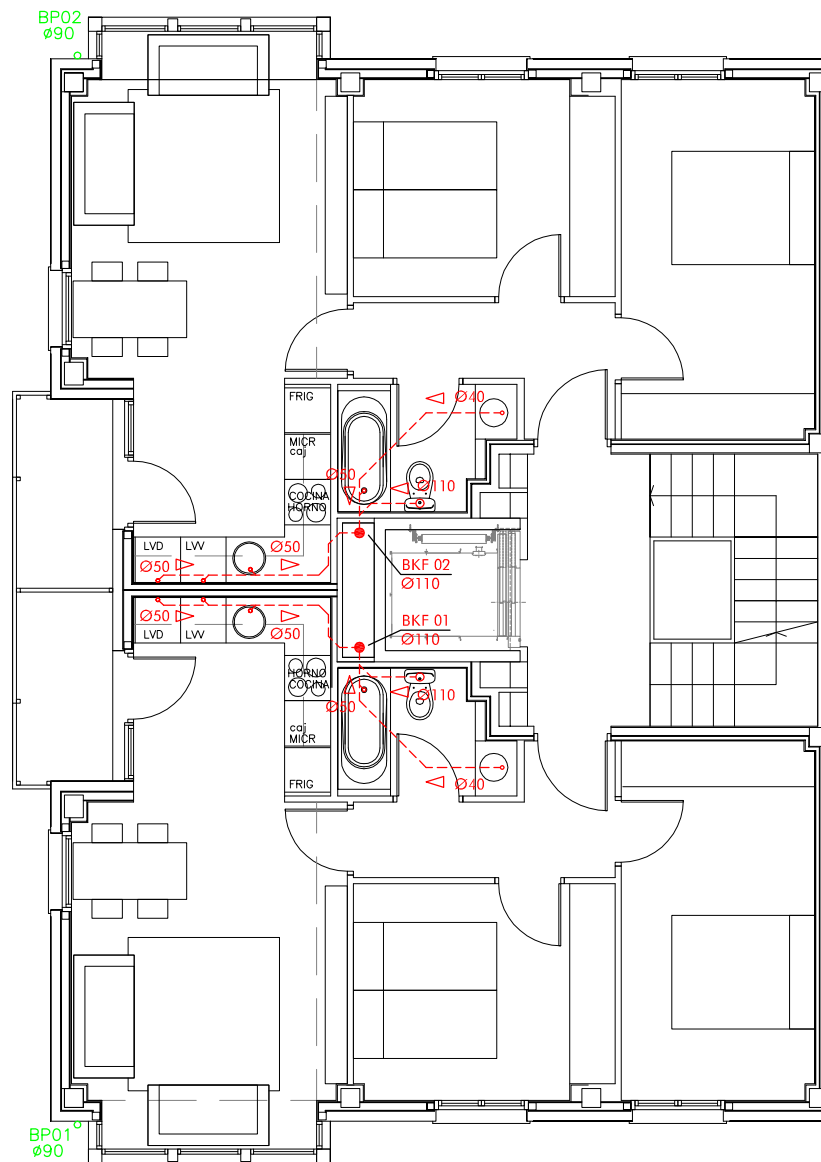 BP02
ø90
FRIG
MICR
caj
Ø40
Ø50
Ø110
COCINA
HORNO
LVD
LVV
Ø50
Ø50
BKF 02
Ø110
BKF 01
Ø110
Ø50
Ø50
LVD
LVV
HORNO
COCINA
Ø110
Ø50
caj
MICR
FRIG
Ø40
BP01
ø90